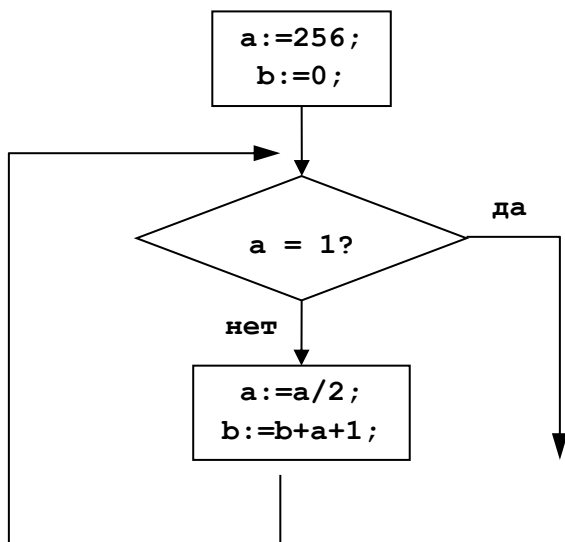 a:=256;
b:=0;
да
a = 1?
нет
a:=a/2;
b:=b+a+1;